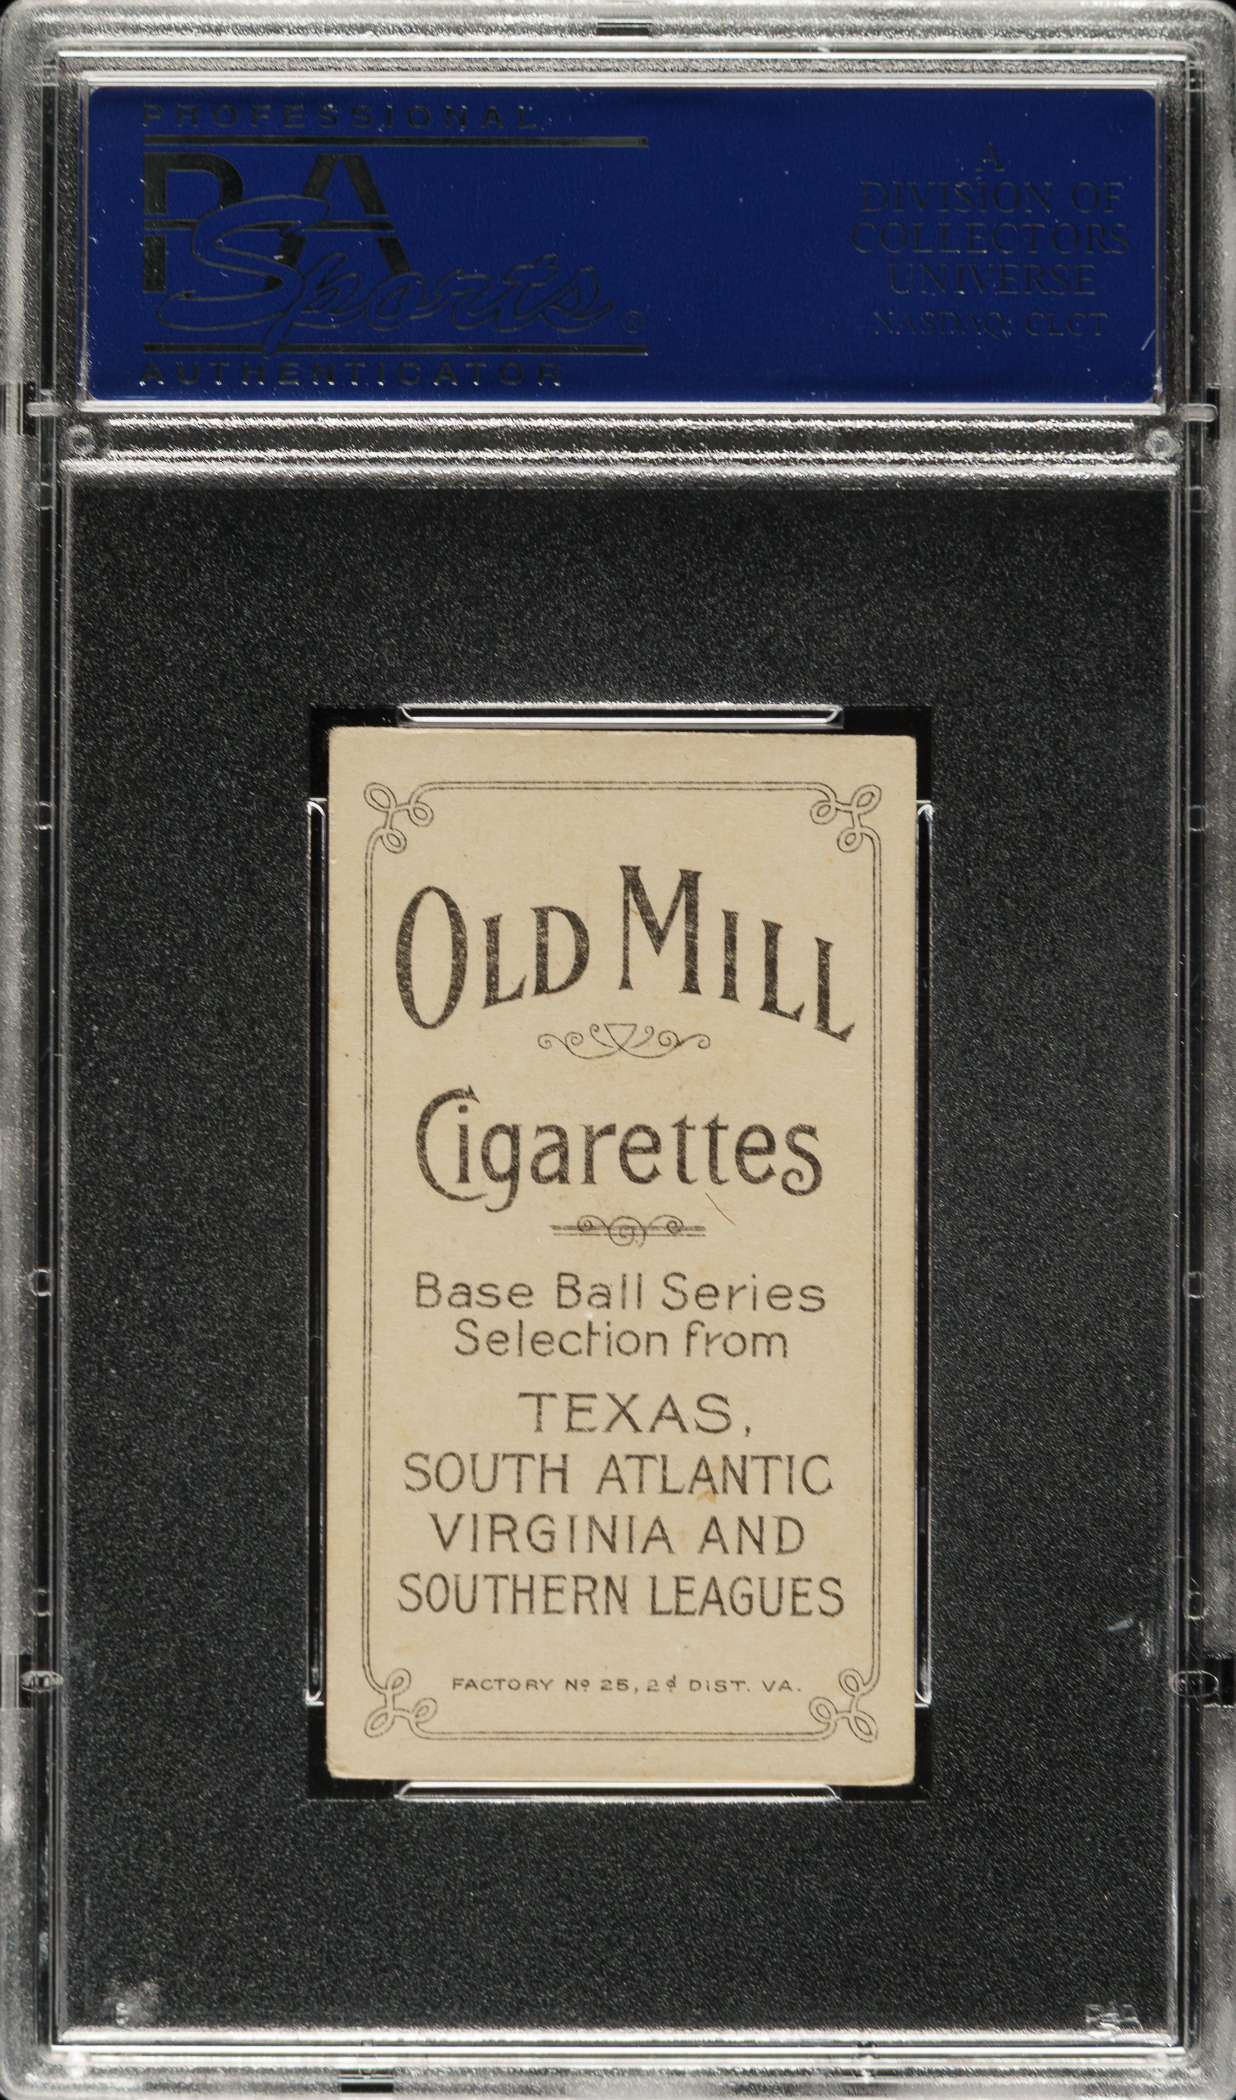 PROFESSIONAL
PSA
Sports®
AUTHENTICATOR
A
DIVISION OF
COLLECTORS
UNIVERSE
NASDAQ: CLCT
OLD MILL
Cigarettes
Base Ball Series
Selection from
TEXAS,
SOUTH ATLANTIC
VIRGINIA AND
SOUTHERN LEAGUES
FACTORY Nº 25, 2d DIST. VA.
PSA